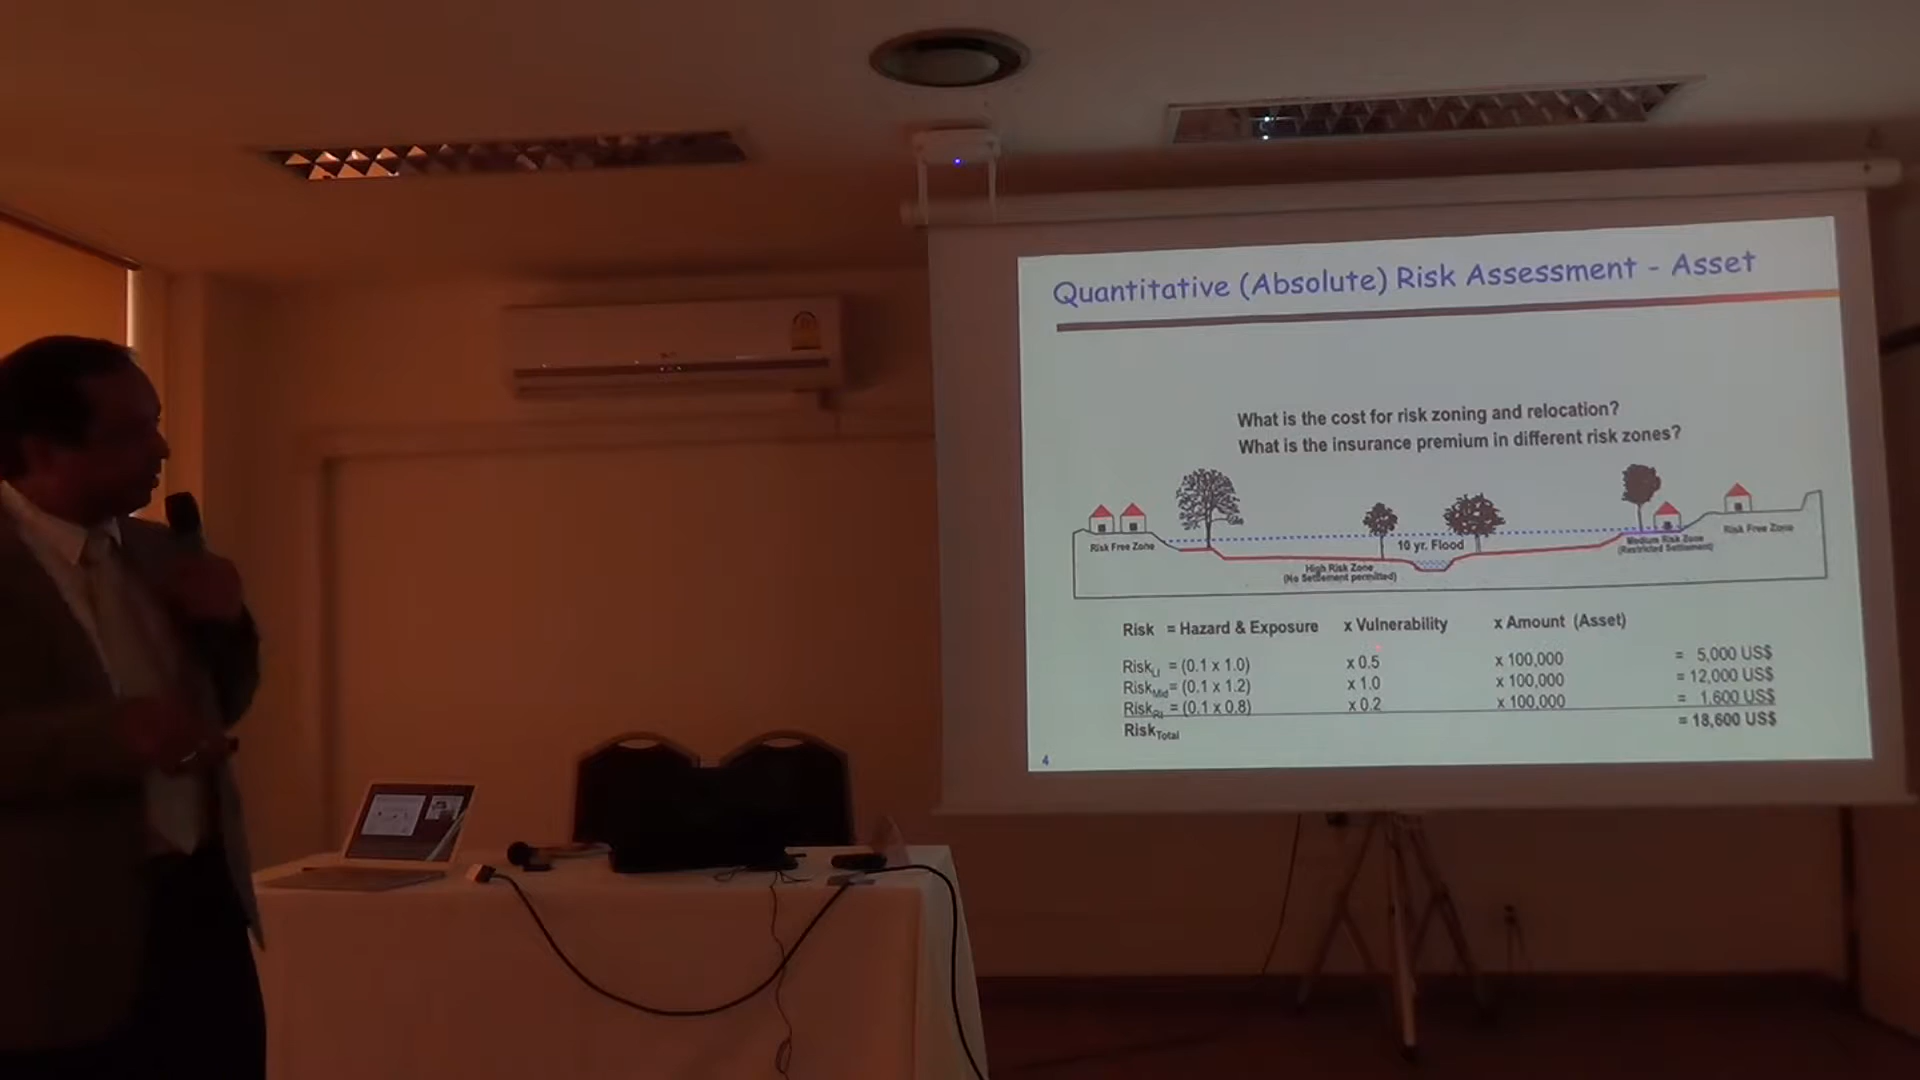 Quantitative (Absolute) Risk Assessment - Asset
What is the cost for risk zoning and relocation?
What is the insurance premium in different risk zones?
Risk Free Zone
10 yr. Flood
High Risk Zone
(No Settlement permitted)
Medium Risk Zone
(Restricted Settlement)
Risk Free Zone
Risk = Hazard & Exposure x Vulnerability x Amount (Asset)
Risk = (0.1 x 1.0) x 0.5 x 100,000 = 5,000 US$
Risk Mid = (0.1 x 1.2) x 1.0 x 100,000 = 12,000 US$
Risk = (0.1 x 0.8) x 0.2 x 100,000 = 1,600 US$
Risk Total = 18,600 US$
4